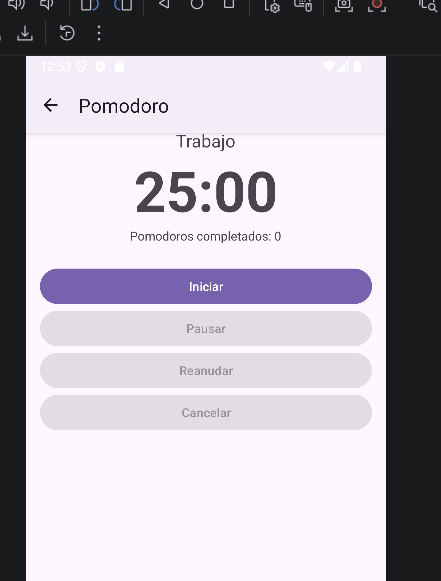 12:53
Pomodoro
Trabajo
25:00
Pomodoros completados: 0
Iniciar
Pausar
Reanudar
Cancelar